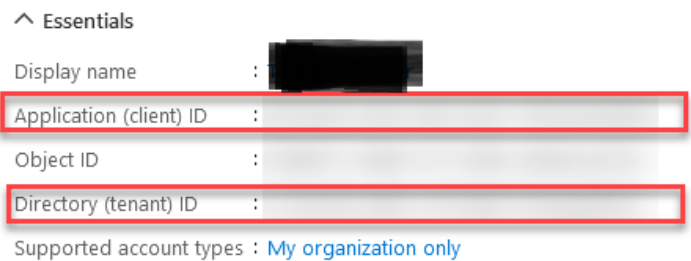 Essentials
Display name :
Application (client) ID :
Object ID :
Directory (tenant) ID :
Supported account types : My organization only